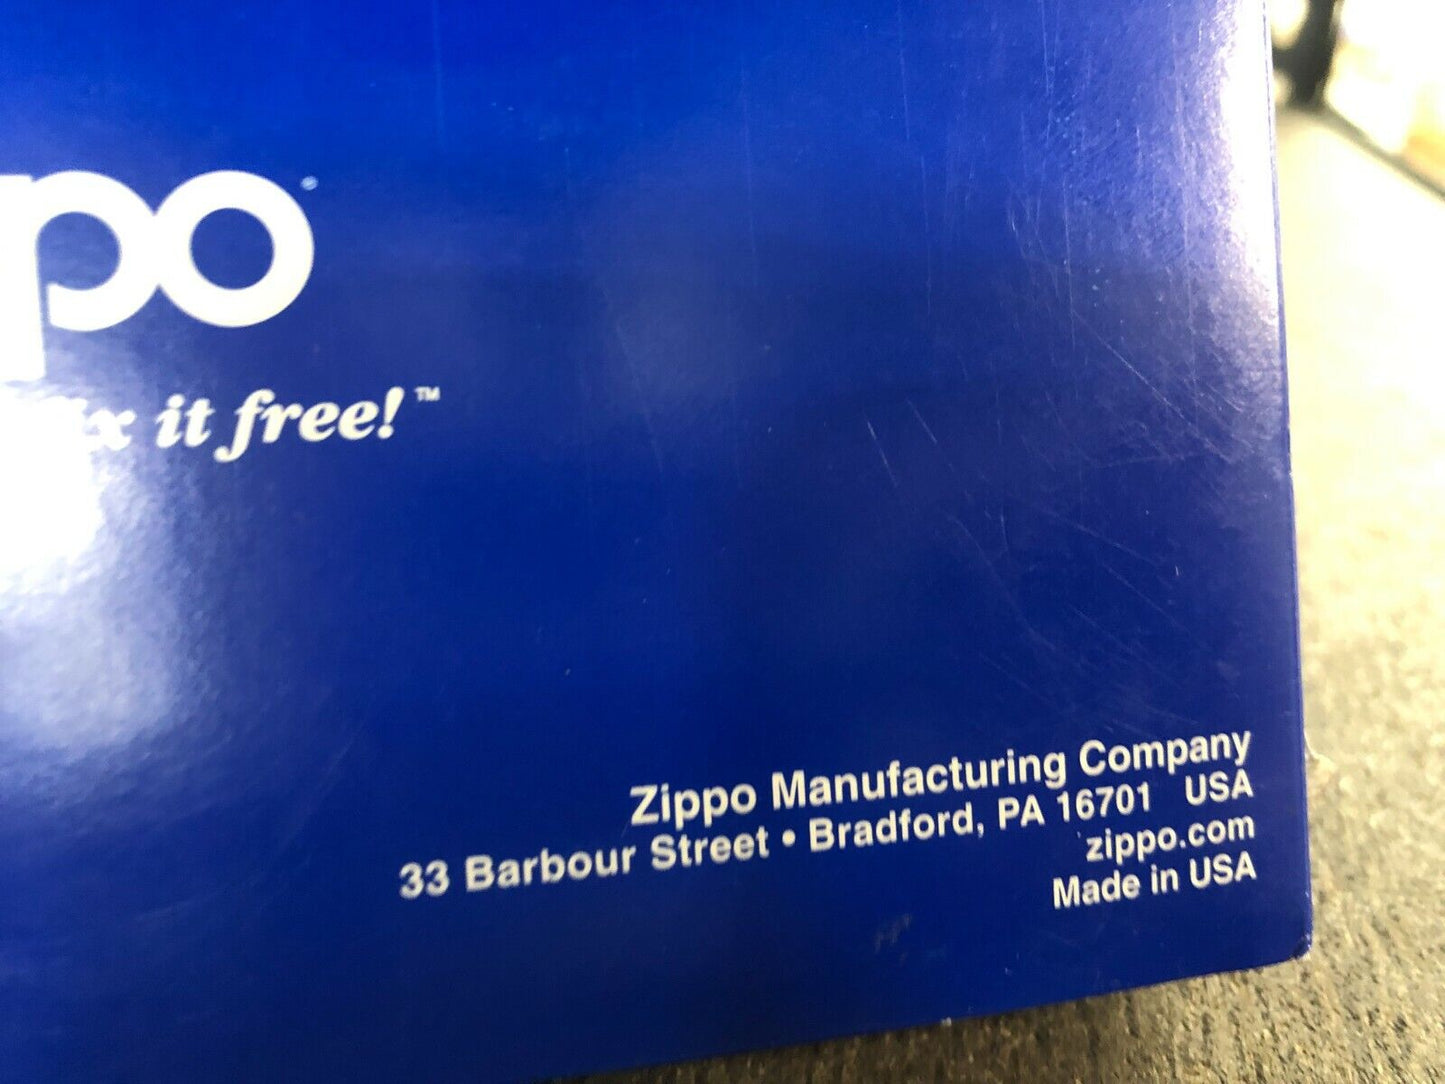 po
ix it free!™
Zippo Manufacturing Company
33 Barbour Street • Bradford, PA 16701 USA
zippo.com
Made in USA